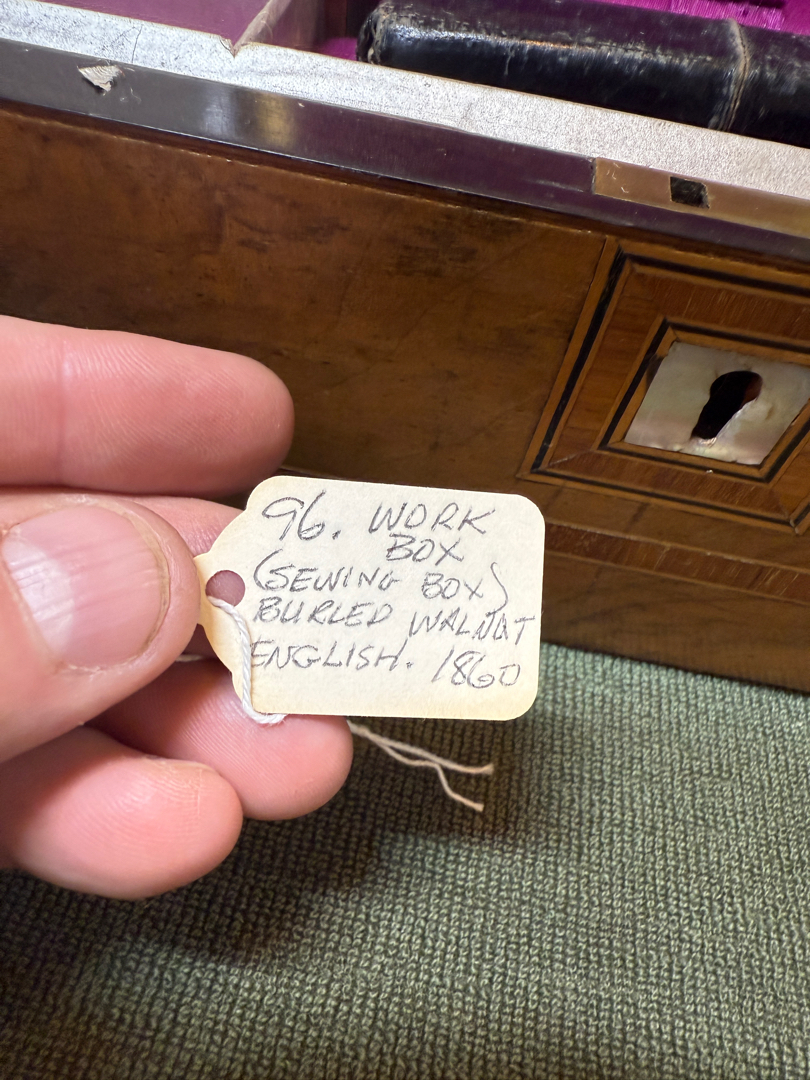 96. WORK
BOX
(SEWING BOX)
BURLED WALNUT
ENGLISH. 1860